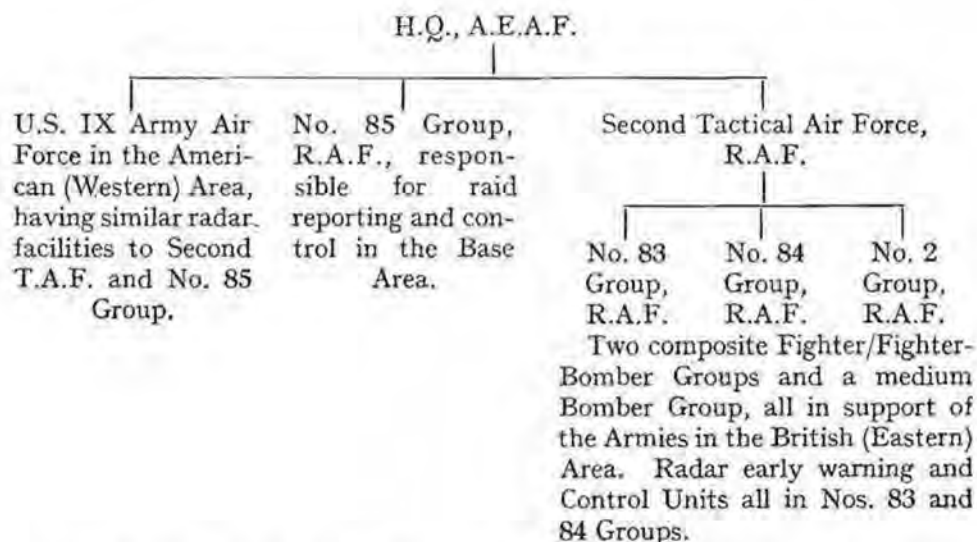 H.Q., A.E.A.F.
U.S. IX Army Air
Force in the Ameri-
can (Western) Area,
having similar radar
facilities to Second
T.A.F. and No. 85
Group.
No. 85 Group,
R.A.F., respon-
sible for raid
reporting and con-
trol in the Base
Area.
Second Tactical Air Force,
R.A.F.
No. 83
Group,
R.A.F.
No. 84
Group,
R.A.F.
No. 2
Group,
R.A.F.
Two composite Fighter/Fighter-
Bomber Groups and a medium
Bomber Group, all in support of
the Armies in the British (Eastern)
Area. Radar early warning and
Control Units all in Nos. 83 and
84 Groups.